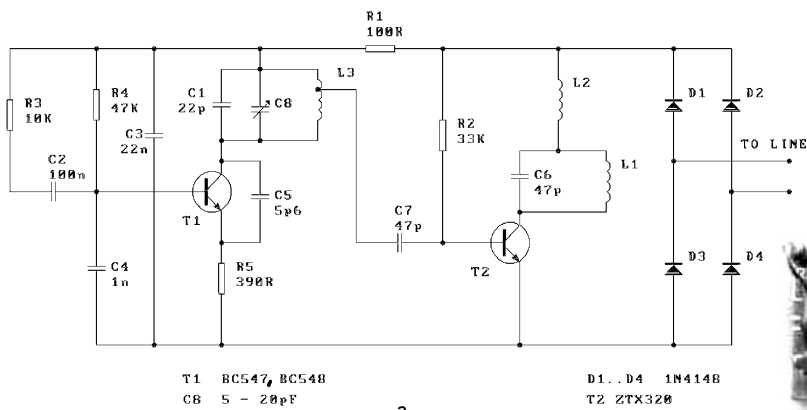 R1
100R
R3
10K
R4
47K
C1
22p
C8
L3
L2
D1
D2
C3
22n
R2
33K
TO LINE
C2
100n
C6
47p
L1
T1
C5
5p6
C7
47p
T2
C4
1n
R5
390R
D3
D4
T1 BC547, BC548
C8 5 - 20pF
D1..D4 1N4148
T2 ZTX320